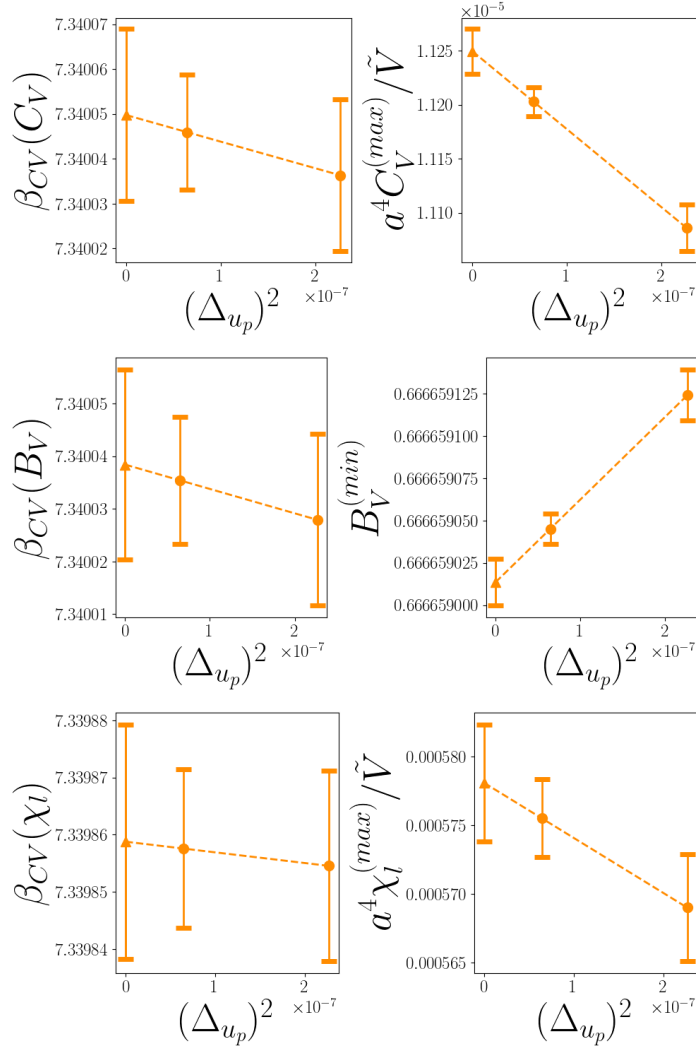 7.34007
7.34006
7.34005
7.34004
7.34003
7.34002
β_CV(C_V)
0 1 2
×10⁻⁷
(Δ_{u_p})²
×10⁻⁵
1.125
1.120
1.115
1.110
a⁴C_V^{(max)}/Ṽ
0 1 2
×10⁻⁷
(Δ_{u_p})²
7.34005
7.34004
7.34003
7.34002
7.34001
β_CV(B_V)
0 1 2
×10⁻⁷
(Δ_{u_p})²
0.666659125
0.666659100
0.666659075
0.666659050
0.666659025
0.666659000
B_V^{(min)}
0 1 2
×10⁻⁷
(Δ_{u_p})²
7.33988
7.33987
7.33986
7.33985
7.33984
β_CV(χ_l)
0 1 2
×10⁻⁷
(Δ_{u_p})²
0.000580
0.000575
0.000570
0.000565
a⁴χ_l^{(max)}/Ṽ
0 1 2
×10⁻⁷
(Δ_{u_p})²